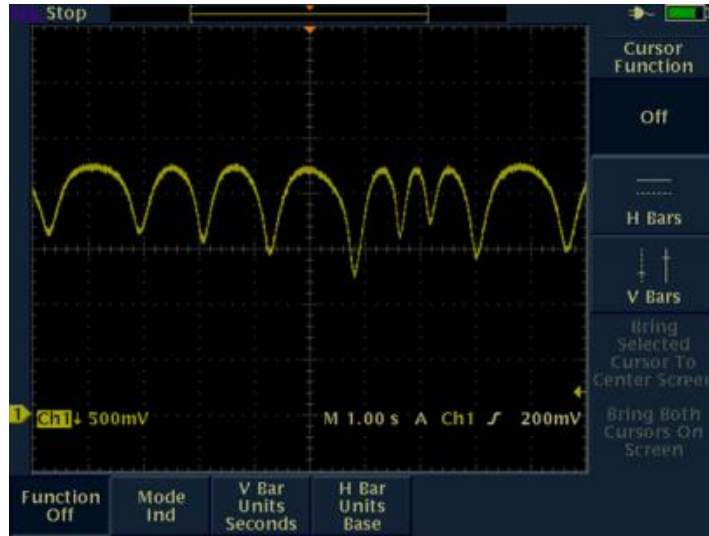 Stop
Cursor
Function
Off
H Bars
V Bars
Bring
Selected
Cursor To
Center Screen
Bring Both
Cursors On
Screen
1
Ch1↓ 500mV
M 1.00 s A Ch1 ∫ 200mV
Function
Off
Mode
Ind
V Bar
Units
Seconds
H Bar
Units
Base